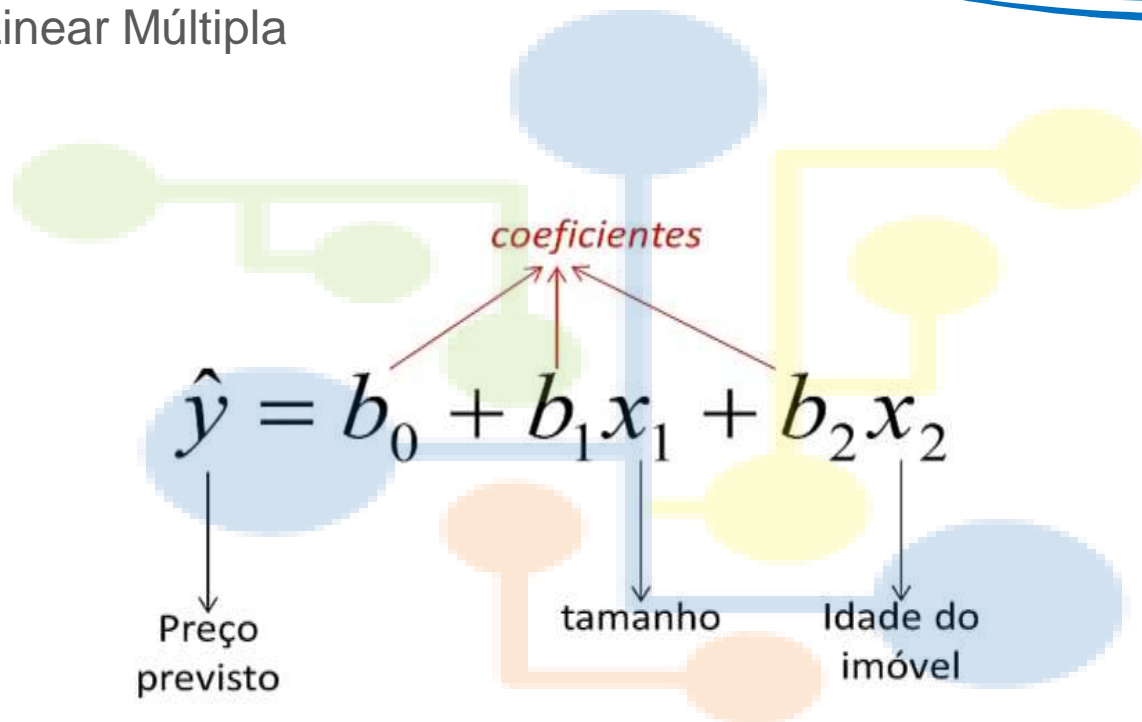 Linear Múltipla
coeficientes
ŷ = b₀ + b₁x₁ + b₂x₂
Preço
previsto
tamanho
Idade do
imóvel